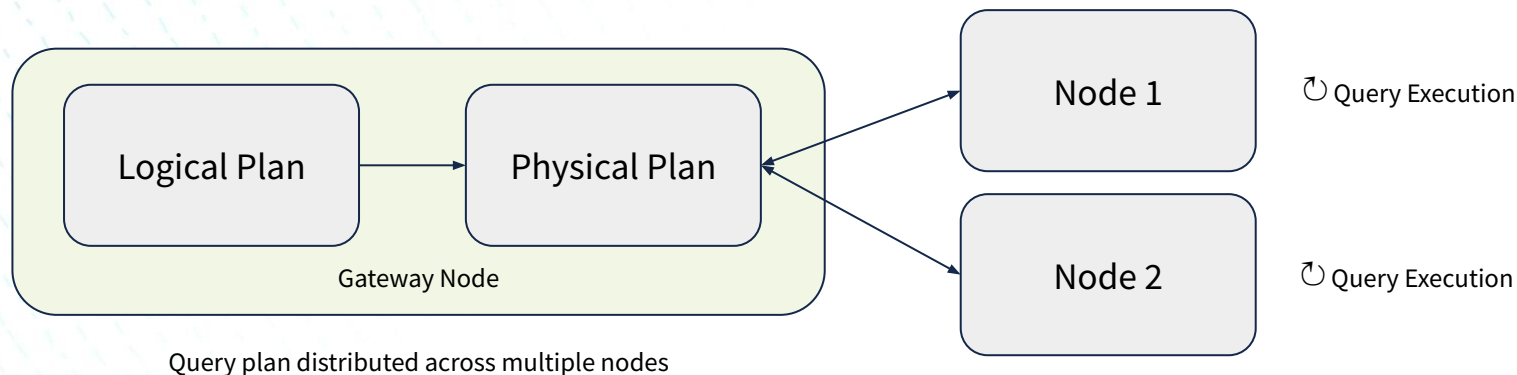 Logical Plan
Physical Plan
Gateway Node
Query plan distributed across multiple nodes
Node 1
↻ Query Execution
Node 2
↻ Query Execution